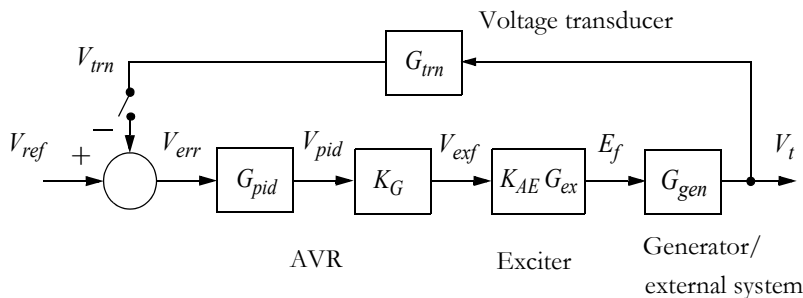 Voltage transducer
V_trn
G_trn
V_ref
+
−
V_err
G_pid
V_pid
K_G
V_exf
K_AE G_ex
E_f
G_gen
V_t
AVR
Exciter
Generator/
external system